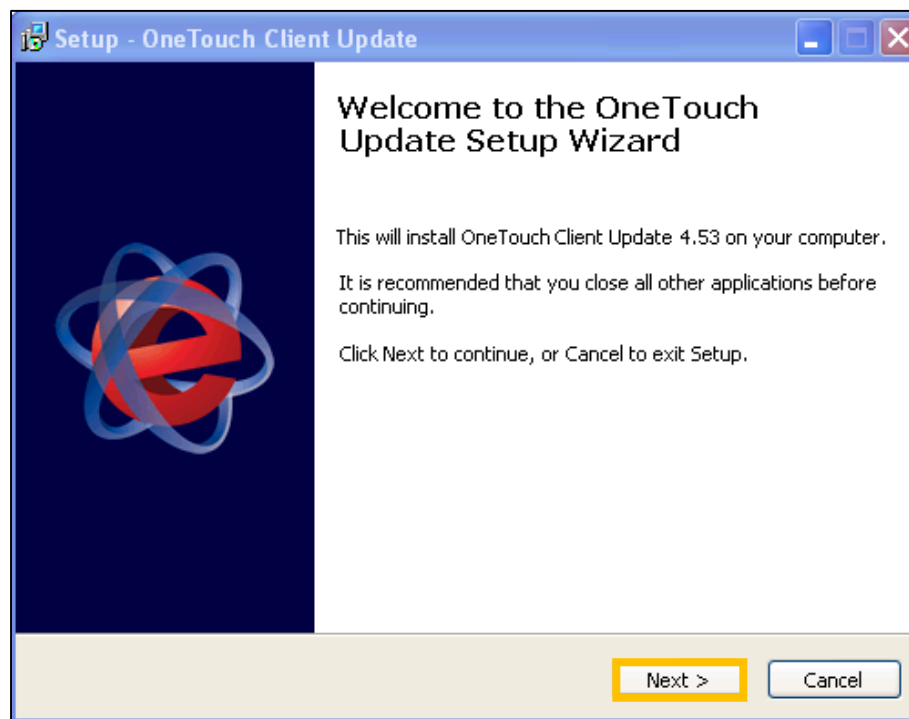 Setup - OneTouch Client Update
Welcome to the OneTouch
Update Setup Wizard
This will install OneTouch Client Update 4.53 on your computer.
It is recommended that you close all other applications before
continuing.
Click Next to continue, or Cancel to exit Setup.
Next >
Cancel